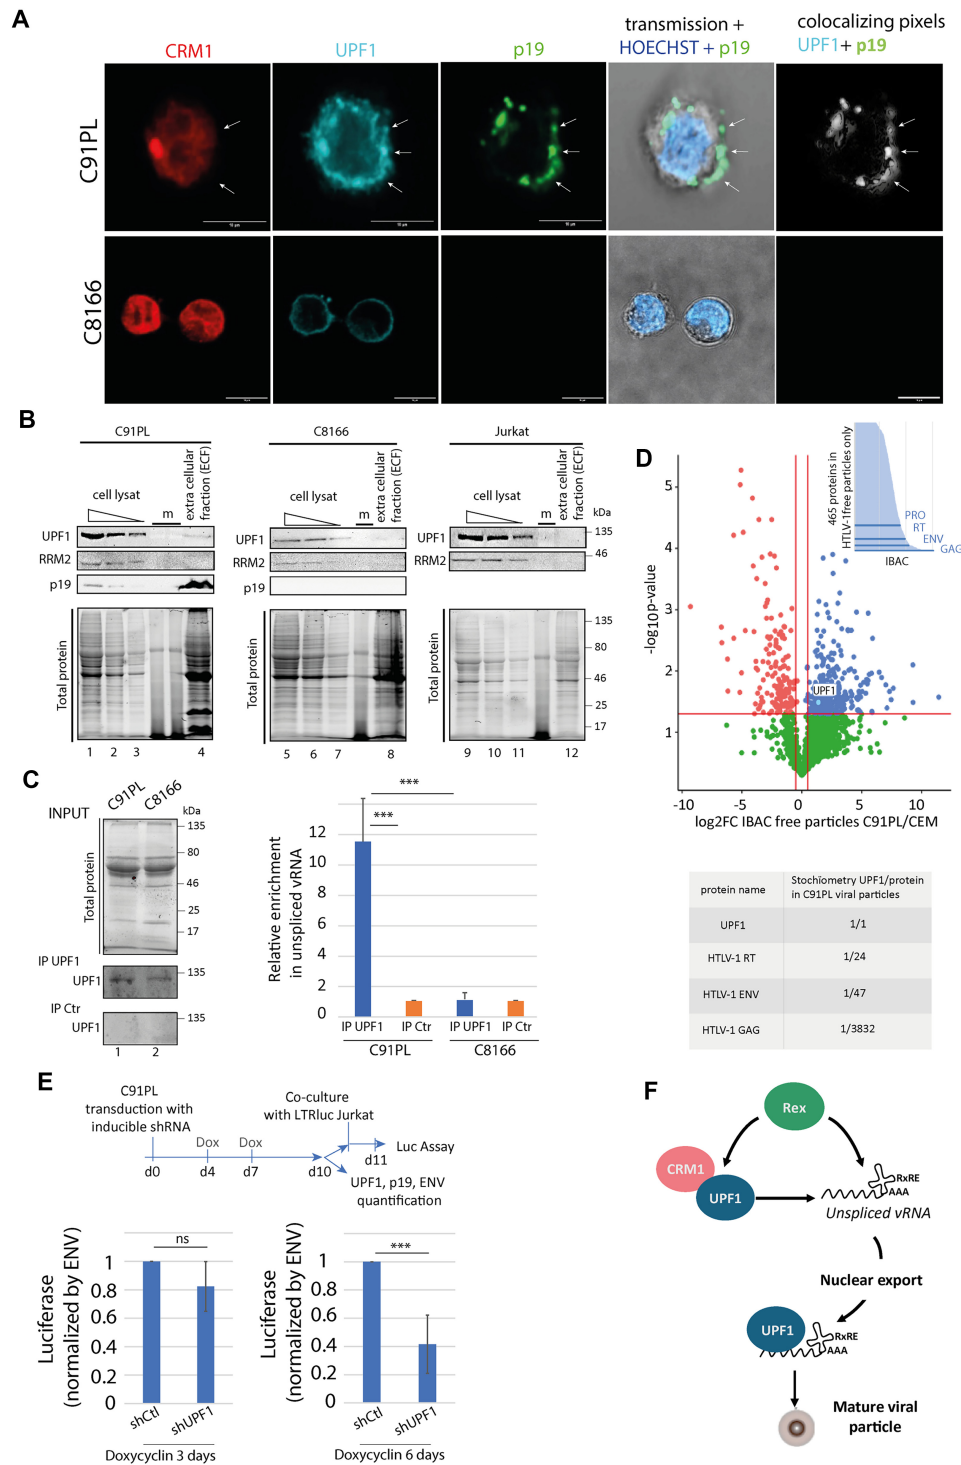 A
CRM1
UPF1
p19
transmission +
HOECHST + p19
colocalizing pixels
UPF1 + p19
C91PL
10 µm
10 µm
10 µm
C8166
B
C91PL
C8166
Jurkat
cell lysat
m
extra cellular
fraction (ECF)
cell lysat
m
extra cellular
fraction (ECF)
cell lysat
m
extra cellular
fraction (ECF)
kDa
UPF1
RRM2
p19
UPF1
RRM2
p19
UPF1
RRM2
135
46
Total protein
Total protein
Total protein
135
80
46
25
17
1 2 3 4
5 6 7 8
9 10 11 12
C
INPUT
C91PL
C8166
kDa
135
80
46
25
17
Total protein
IP UPF1
UPF1
135
IP Ctr
UPF1
135
1 2
Relative enrichment
in unspliced vRNA
***
***
12
10
8
6
4
2
0
IP UPF1
IP Ctr
IP UPF1
IP Ctr
C91PL
C8166
D
465 proteins in
HTLV-1free particles only
PRO
RT
ENV
GAG
IBAC
-log10p-value
5
4
3
2
1
UPF1
-10 -5 0 5 10
log2FC IBAC free particles C91PL/CEM
protein name
Stochïometry UPF1/protein
in C91PL viral particles
UPF1
1/1
HTLV-1 RT
1/24
HTLV-1 ENV
1/47
HTLV-1 GAG
1/3832
E
C91PL
transduction with
inducible shRNA
Co-culture
with LTRluc Jurkat
Dox
Dox
d0
d4
d7
d10
d11
Luc Assay
UPF1, p19, ENV
quantification
Luciferase
(normalized by ENV)
ns
1
0.8
0.6
0.4
0.2
0
shCtl
shUPF1
Doxycyclin 3 days
Luciferase
(normalized by ENV)
***
1
0.8
0.6
0.4
0.2
0
shCtl
shUPF1
Doxycyclin 6 days
F
Rex
CRM1
UPF1
RxRE
AAA
Unspliced vRNA
Nuclear export
UPF1
RxRE
AAA
Mature viral
particle